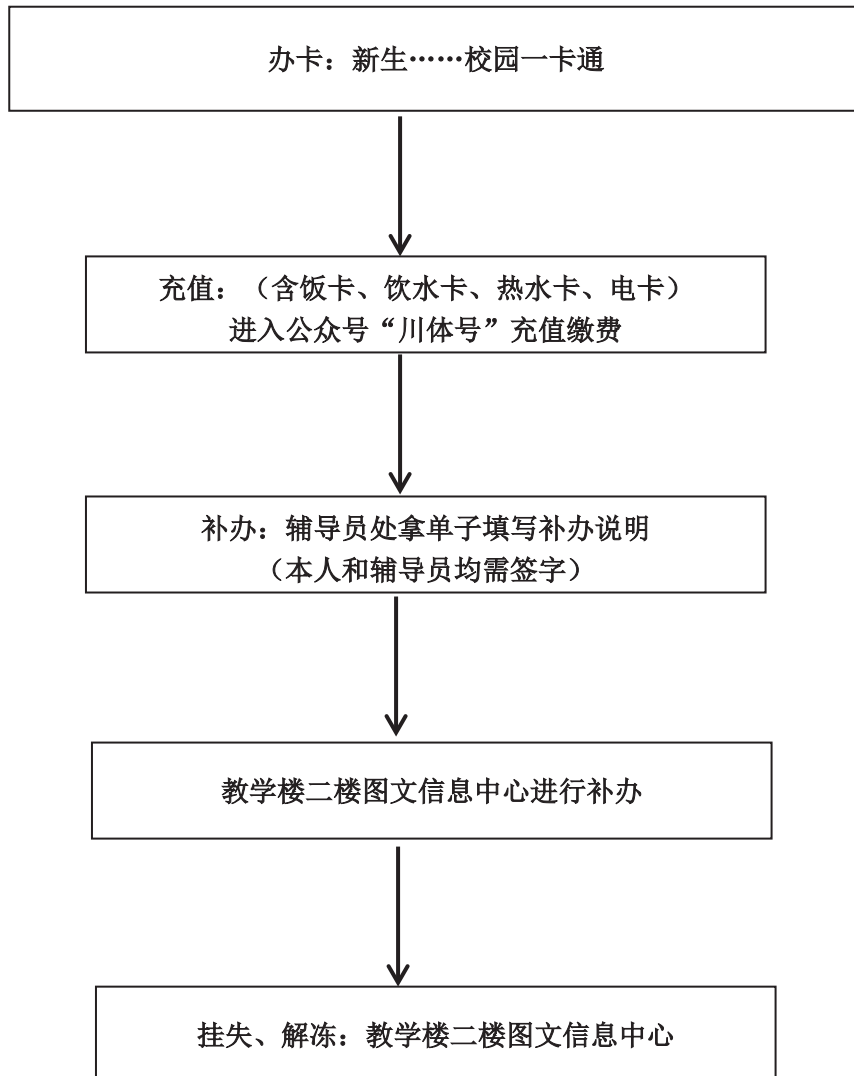 办卡：新生……校园一卡通
充值：（含饭卡、饮水卡、热水卡、电卡）
进入公众号“川体号”充值缴费
补办：辅导员处拿单子填写补办说明
（本人和辅导员均需签字）
教学楼二楼图文信息中心进行补办
挂失、解冻：教学楼二楼图文信息中心